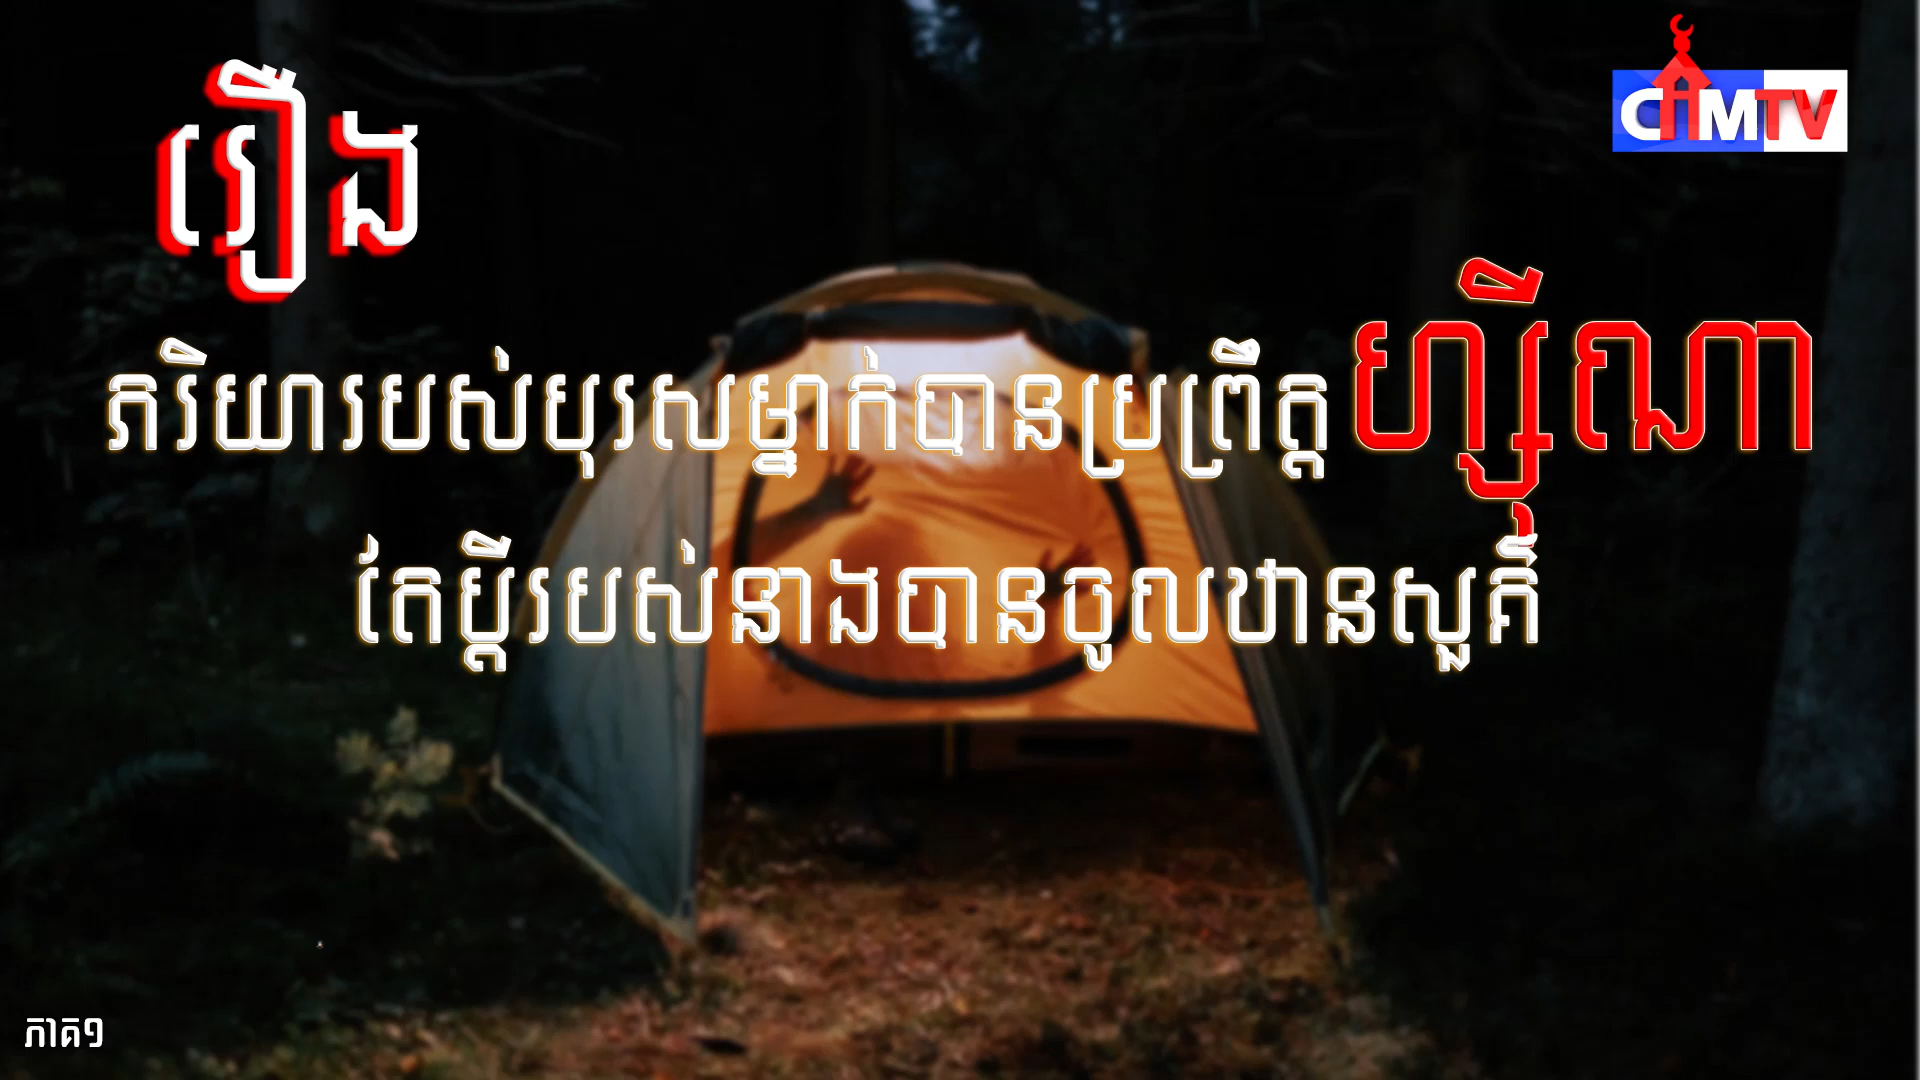 រឿង
CAMTV
ភរិយារបស់បុរសម្នាក់បានប្រព្រឹត្តហ្ស៊ីណា
តែប្តីរបស់នាងបានចូលឋានសួគ៌
ភាគ១